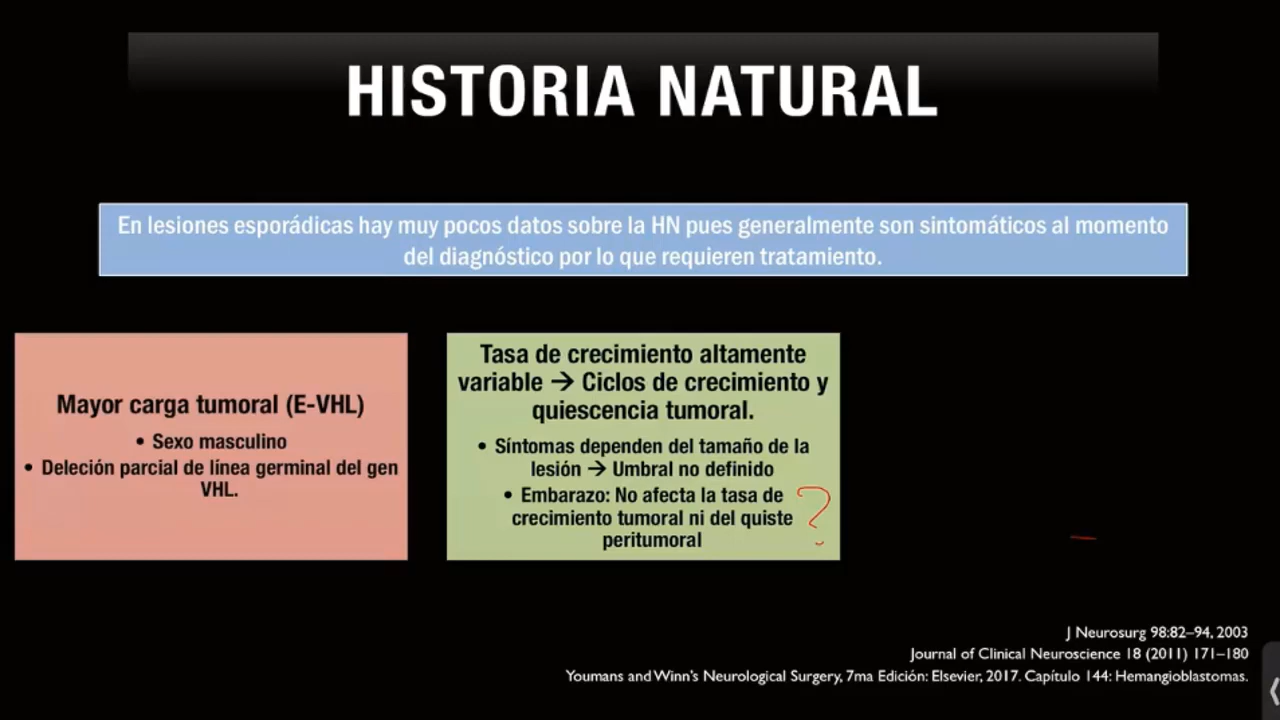 HISTORIA NATURAL
En lesiones esporádicas hay muy pocos datos sobre la HN pues generalmente son sintomáticos al momento
del diagnóstico por lo que requieren tratamiento.
Mayor carga tumoral (E-VHL)
• Sexo masculino
• Deleción parcial de línea germinal del gen
VHL.
Tasa de crecimiento altamente
variable → Ciclos de crecimiento y
quiescencia tumoral.
• Síntomas dependen del tamaño de la
lesión → Umbral no definido
• Embarazo: No afecta la tasa de
crecimiento tumoral ni del quiste
peritumoral
?
J Neurosurg 98:82–94, 2003
Journal of Clinical Neuroscience 18 (2011) 171–180
Youmans and Winn's Neurological Surgery, 7ma Edición: Elsevier, 2017. Capítulo 144: Hemangioblastomas.